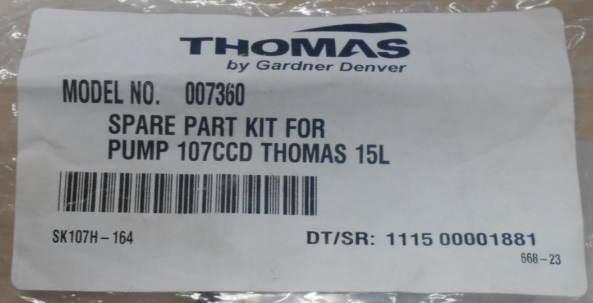 THOMAS
by Gardner Denver
MODEL NO. 007360
SPARE PART KIT FOR
PUMP 107CCD THOMAS 15L
SK107H-164
DT/SR: 1115 00001881
668-23